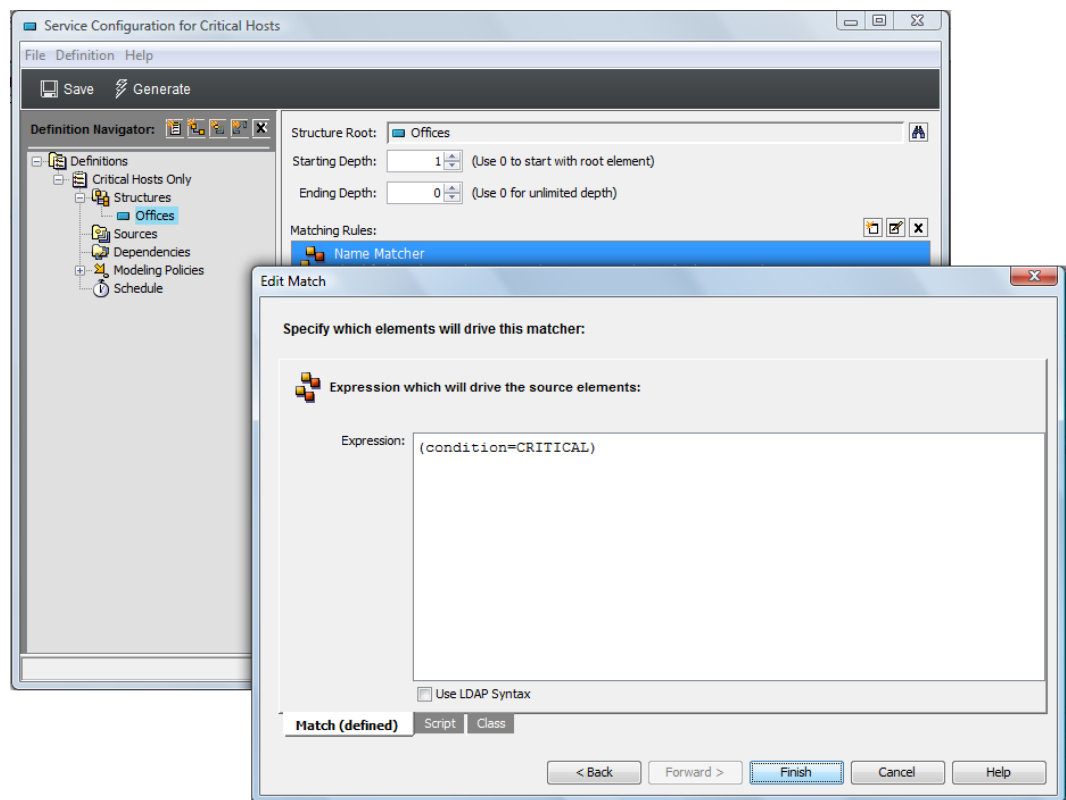 Service Configuration for Critical Hosts
File Definition Help
Save Generate
Definition Navigator:
Definitions
Critical Hosts Only
Structures
Offices
Sources
Dependencies
Modeling Policies
Schedule
Structure Root: Offices
Starting Depth: 1 (Use 0 to start with root element)
Ending Depth: 0 (Use 0 for unlimited depth)
Matching Rules:
Name Matcher
Edit Match
Specify which elements will drive this matcher:
Expression which will drive the source elements:
Expression: (condition=CRITICAL)
Use LDAP Syntax
Match (defined) Script Class
< Back Forward > Finish Cancel Help